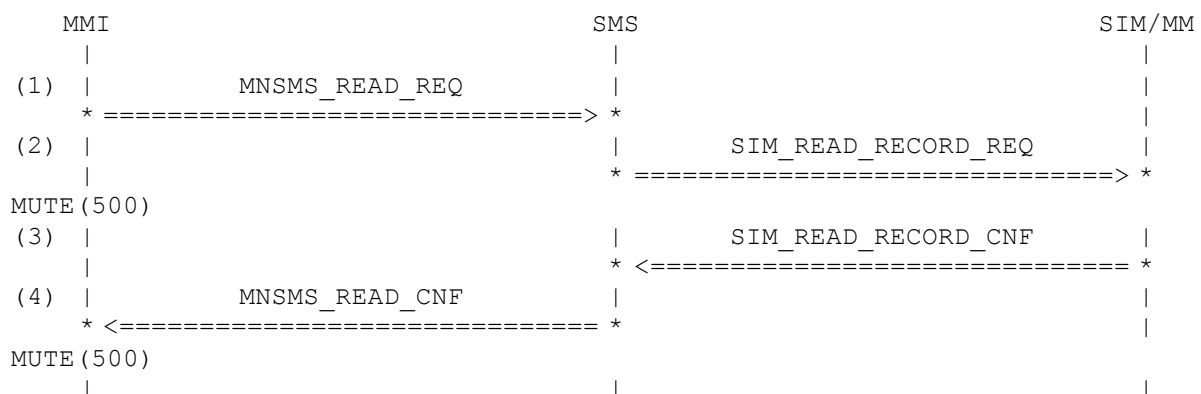 MMI SMS SIM/MM
| | |
(1) | MNSMS_READ_REQ | |
* ==============================> * |
(2) | | SIM_READ_RECORD_REQ |
| * ==============================> *
MUTE(500)
(3) | | SIM_READ_RECORD_CNF |
| * <============================== *
(4) | MNSMS_READ_CNF | |
* <============================== * |
MUTE(500)
| | |